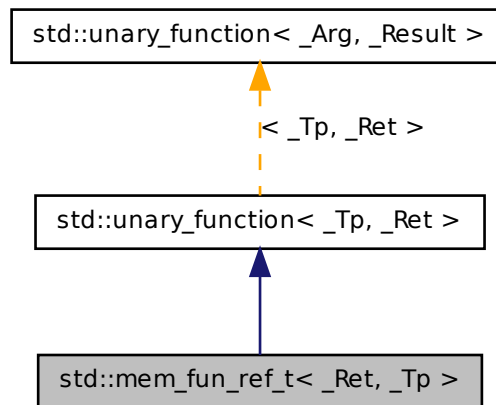 std::unary_function< _Arg, _Result >
< _Tp, _Ret >
std::unary_function< _Tp, _Ret >
std::mem_fun_ref_t< _Ret, _Tp >